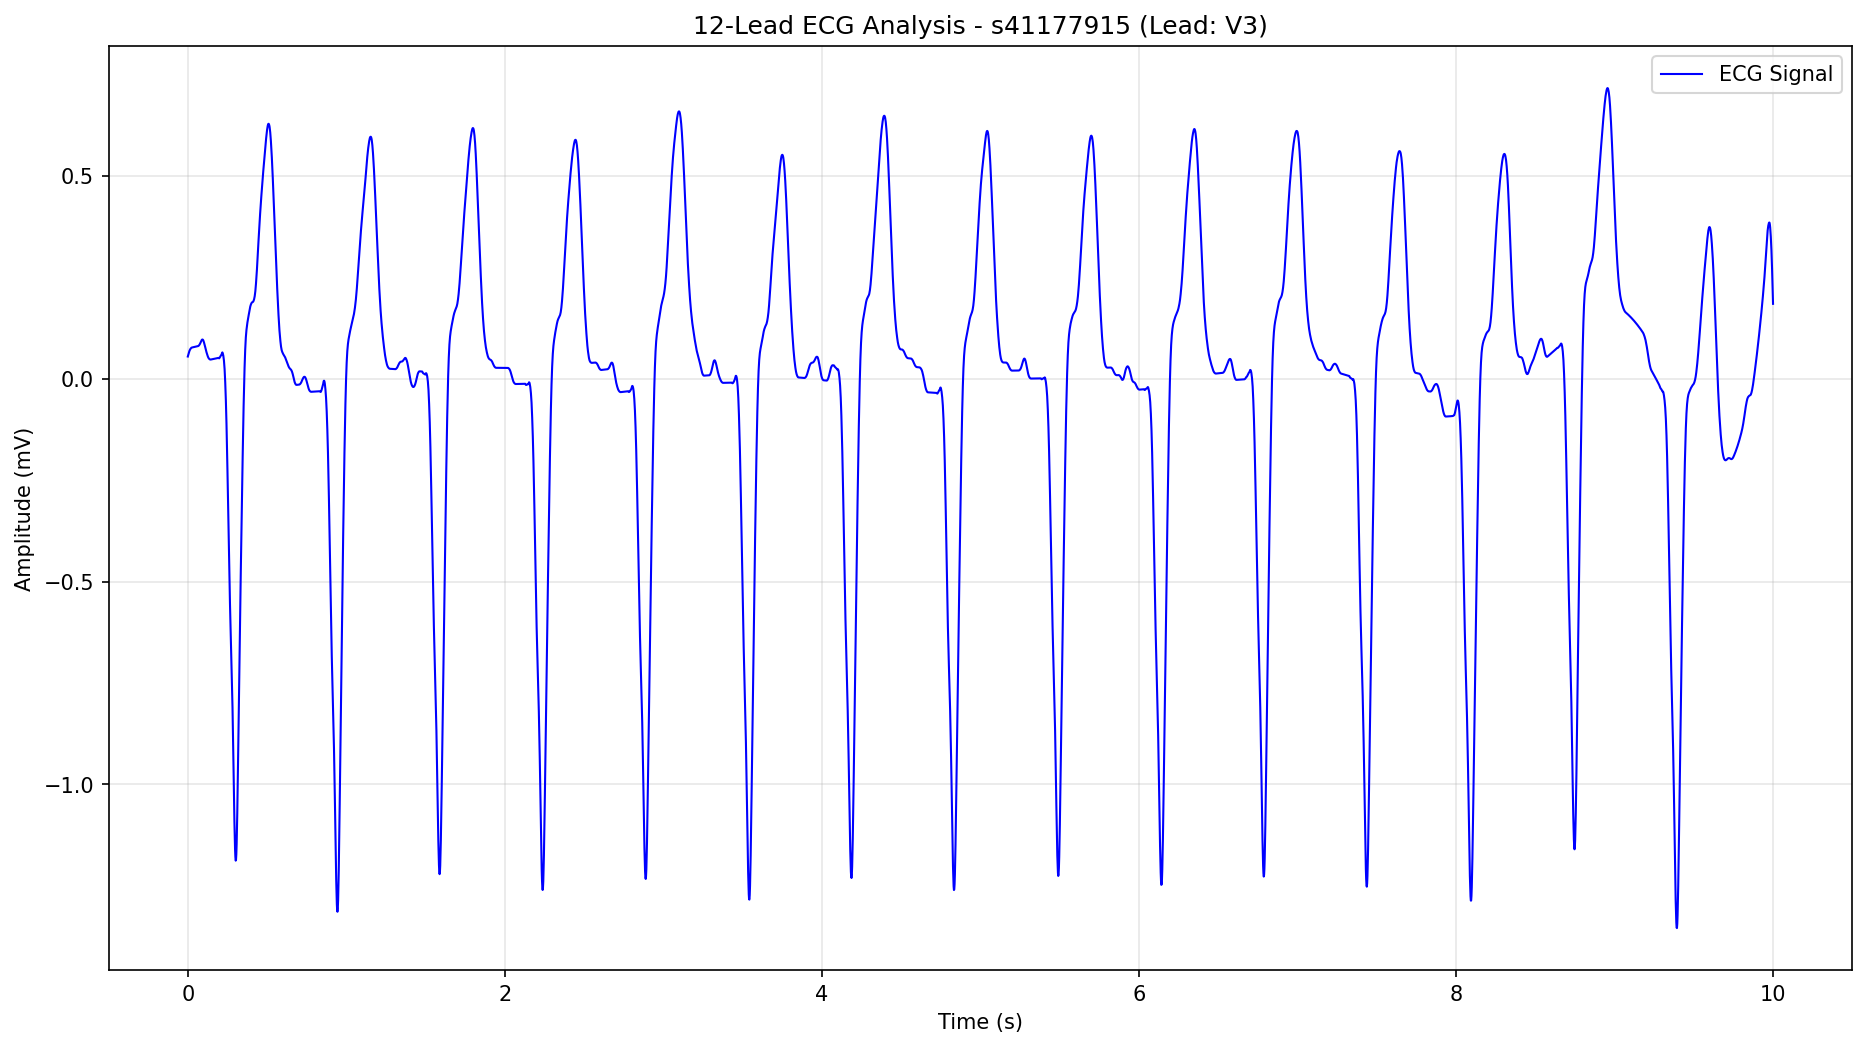 12-Lead ECG Analysis - s41177915 (Lead: V3)
ECG Signal
Amplitude (mV)
0.5
0.0
−0.5
−1.0
0 2 4 6 8 10
Time (s)